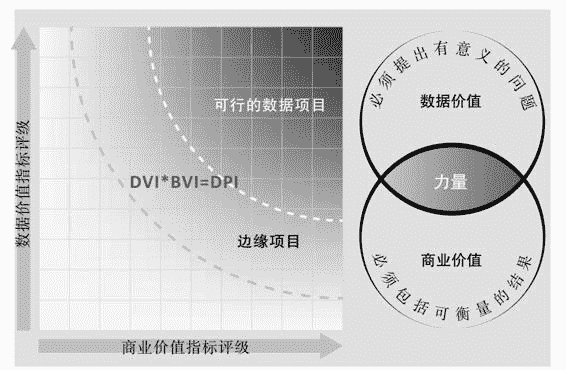 数据价值指标评级
可行的数据项目
DVI*BVI=DPI
边缘项目
商业价值指标评级
必须提出有意义的问题
数据价值
力量
商业价值
必须包括可衡量的结果